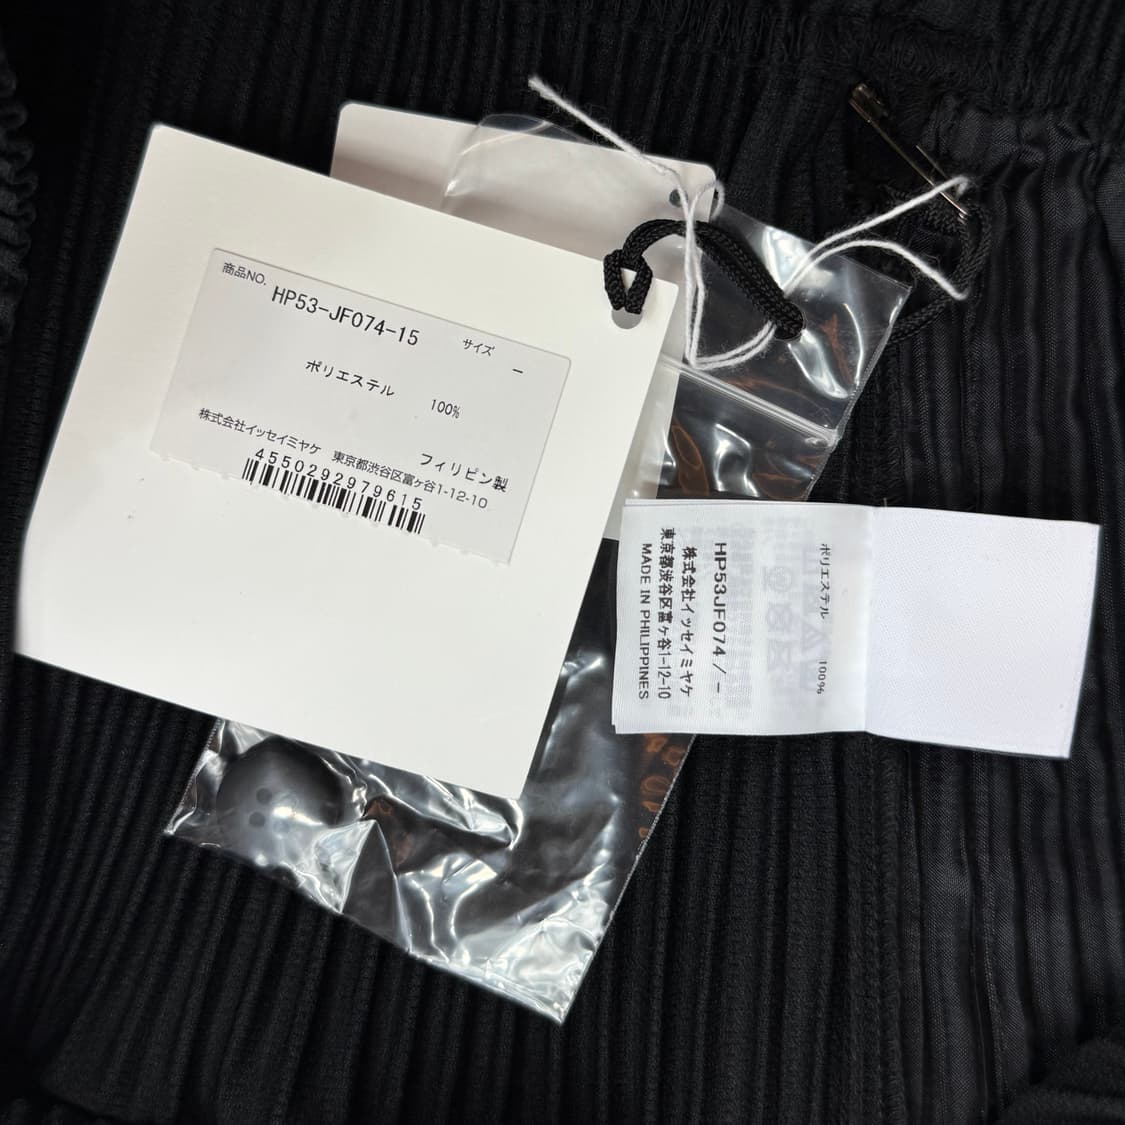 商品NO.
HP53-JF074-15
サイズ
－
ポリエステル 100%
フィリピン製
株式会社イッセイミヤケ 東京都渋谷区富ヶ谷1-12-10
4550292979615
ポリエステル 100%
HP53JF074 / －
株式会社イッセイミヤケ
東京都渋谷区富ヶ谷1-12-10
MADE IN PHILIPPINES